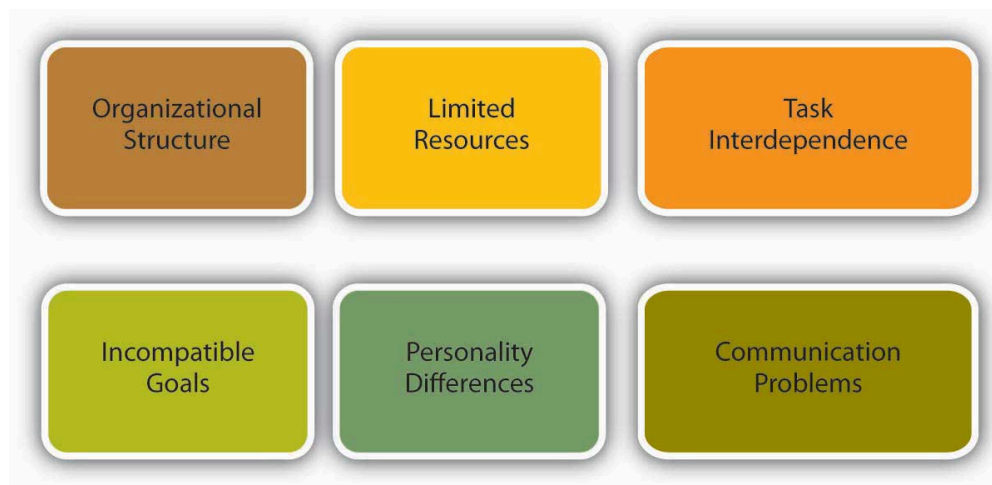 Organizational
Structure
Limited
Resources
Task
Interdependence
Incompatible
Goals
Personality
Differences
Communication
Problems